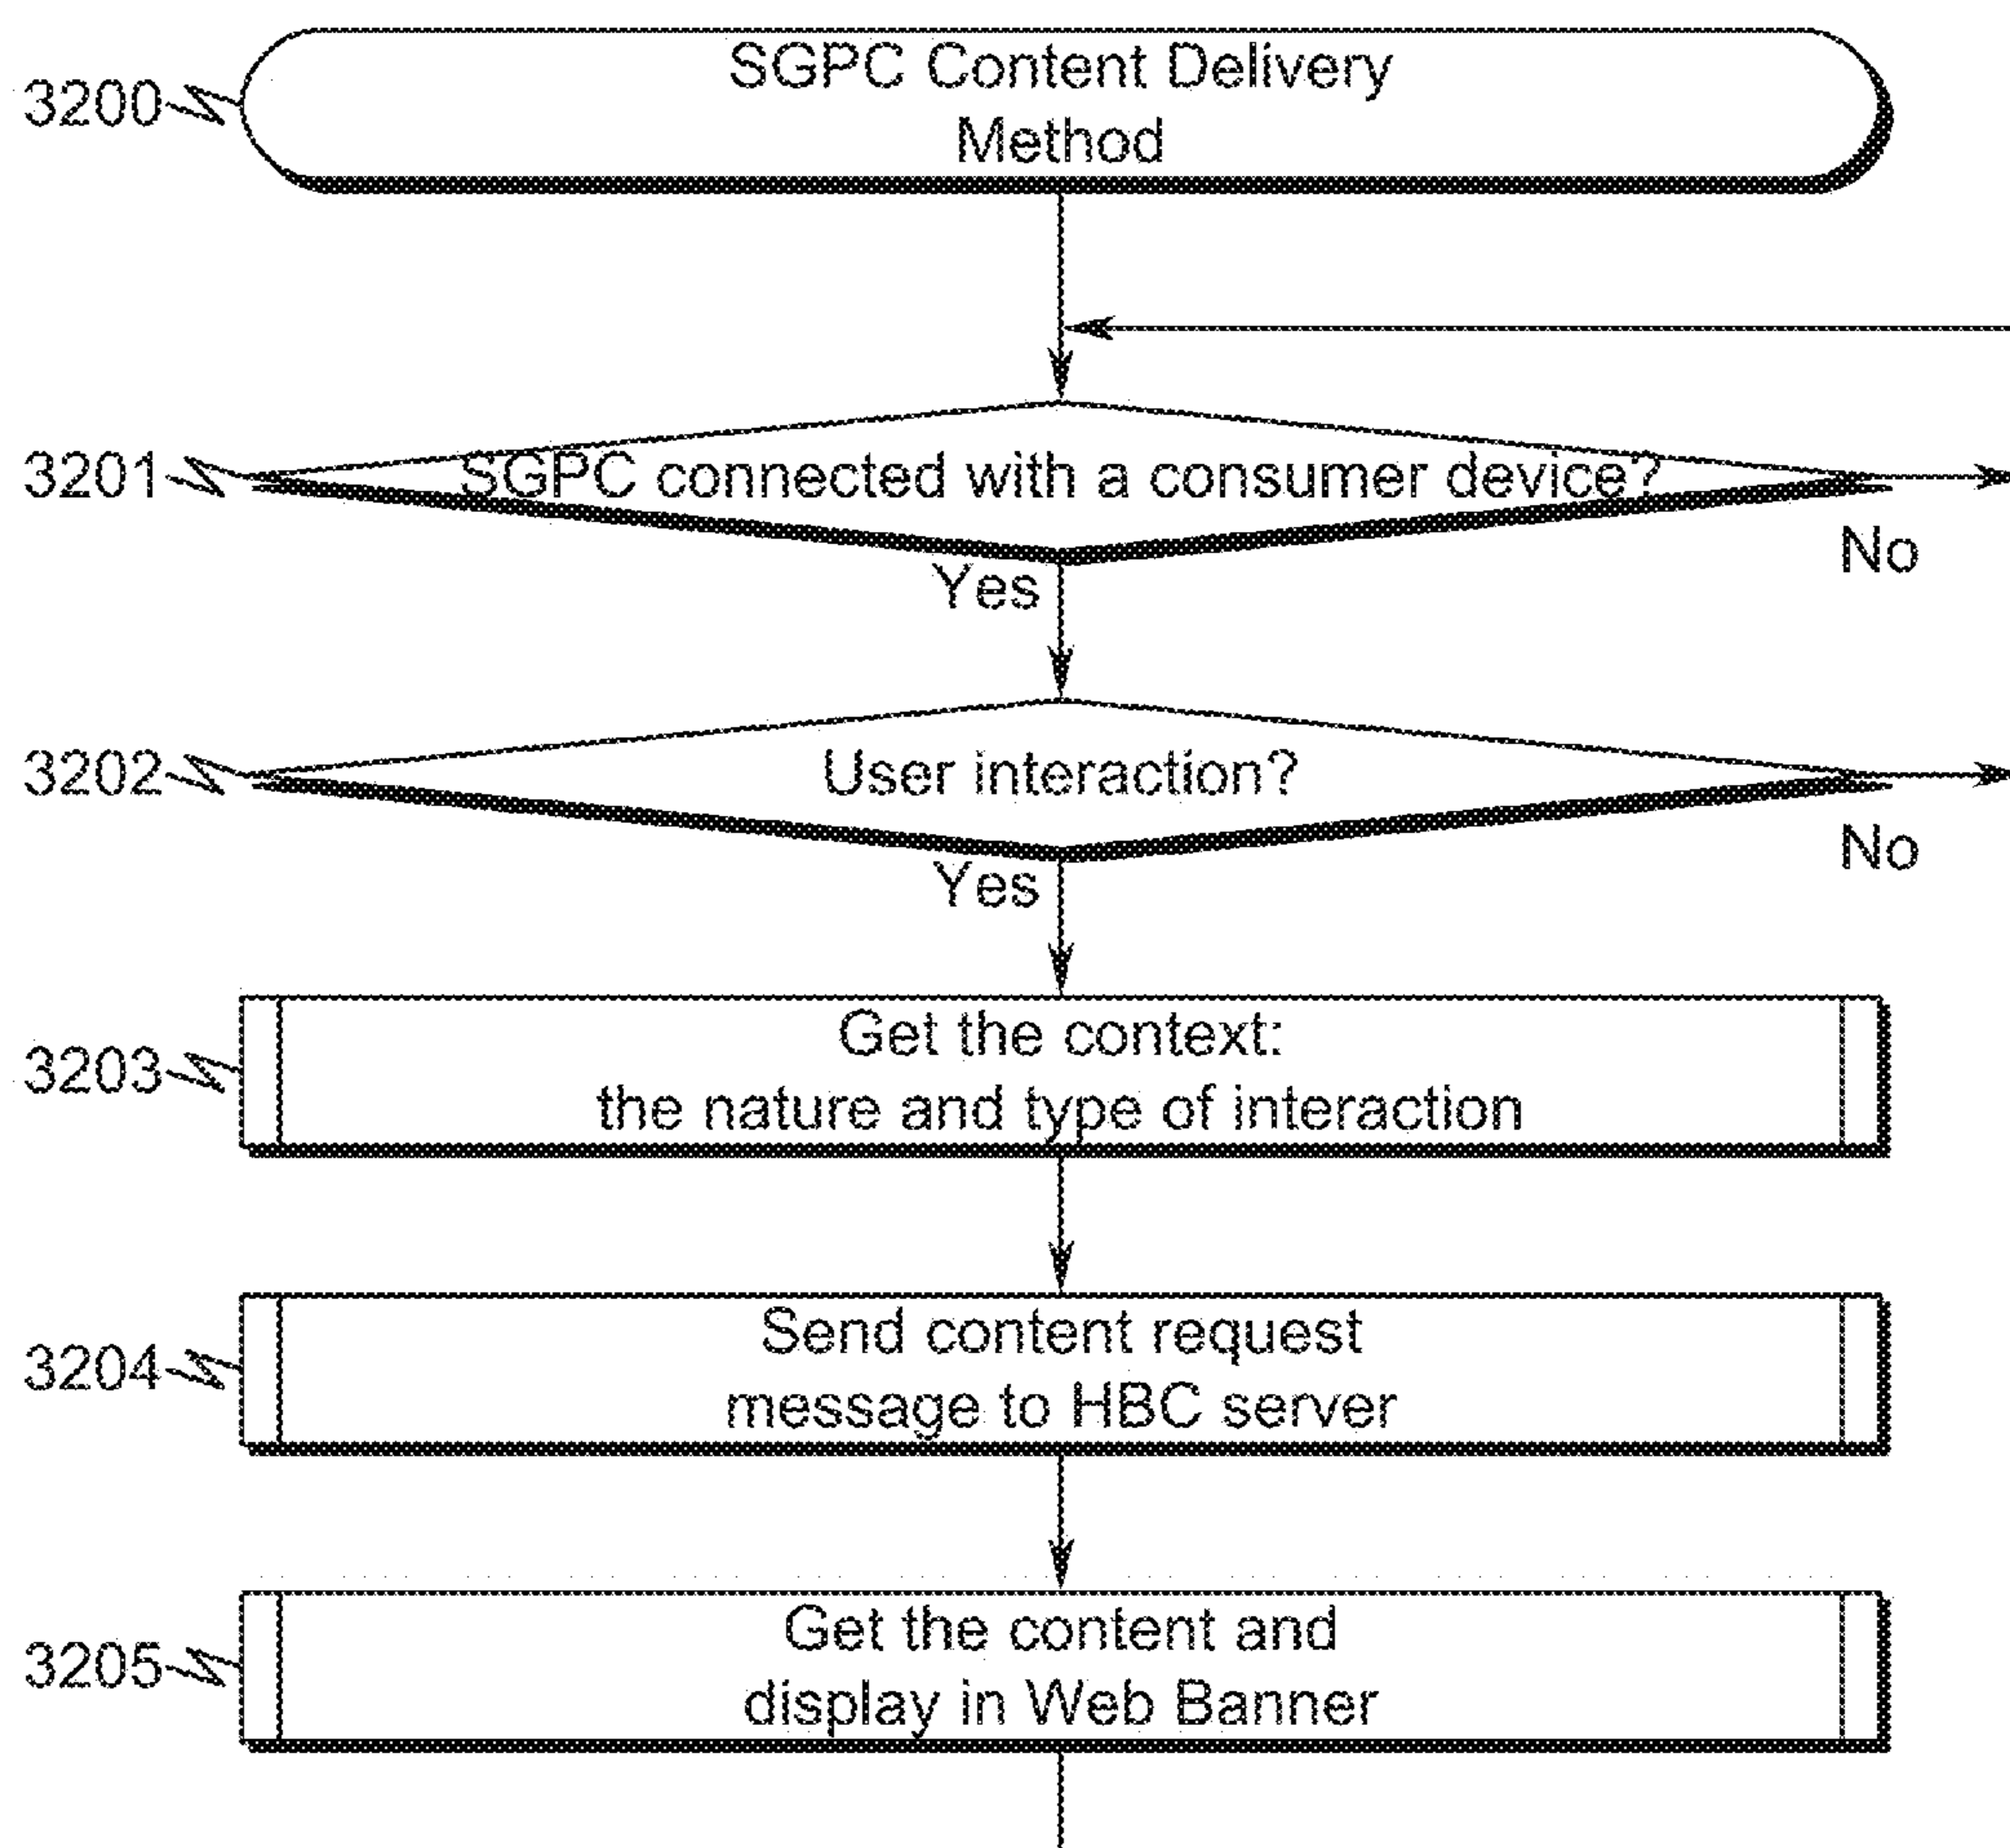 3200
SGPC Content Delivery
Method
3201
SGPC connected with a consumer device?
No
Yes
3202
User interaction?
No
Yes
3203
Get the context:
the nature and type of interaction
3204
Send content request
message to HBC server
3205
Get the content and
display in Web Banner